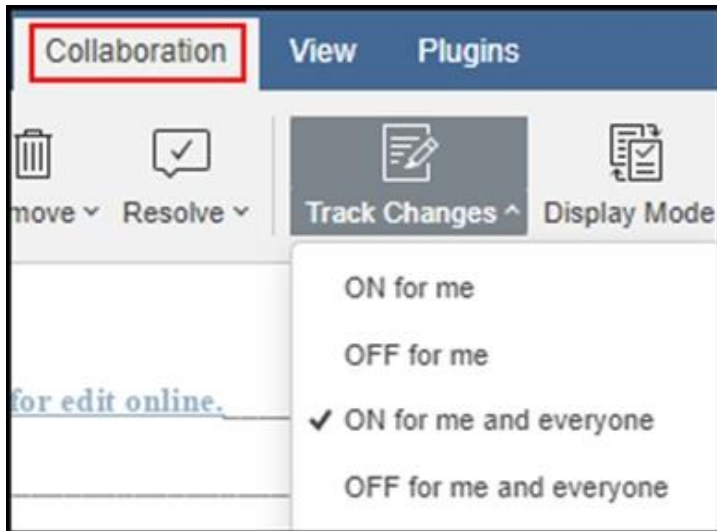 Collaboration View Plugins
move Resolve Track Changes Display Mode
ON for me
OFF for me
for edit online.
ON for me and everyone
OFF for me and everyone